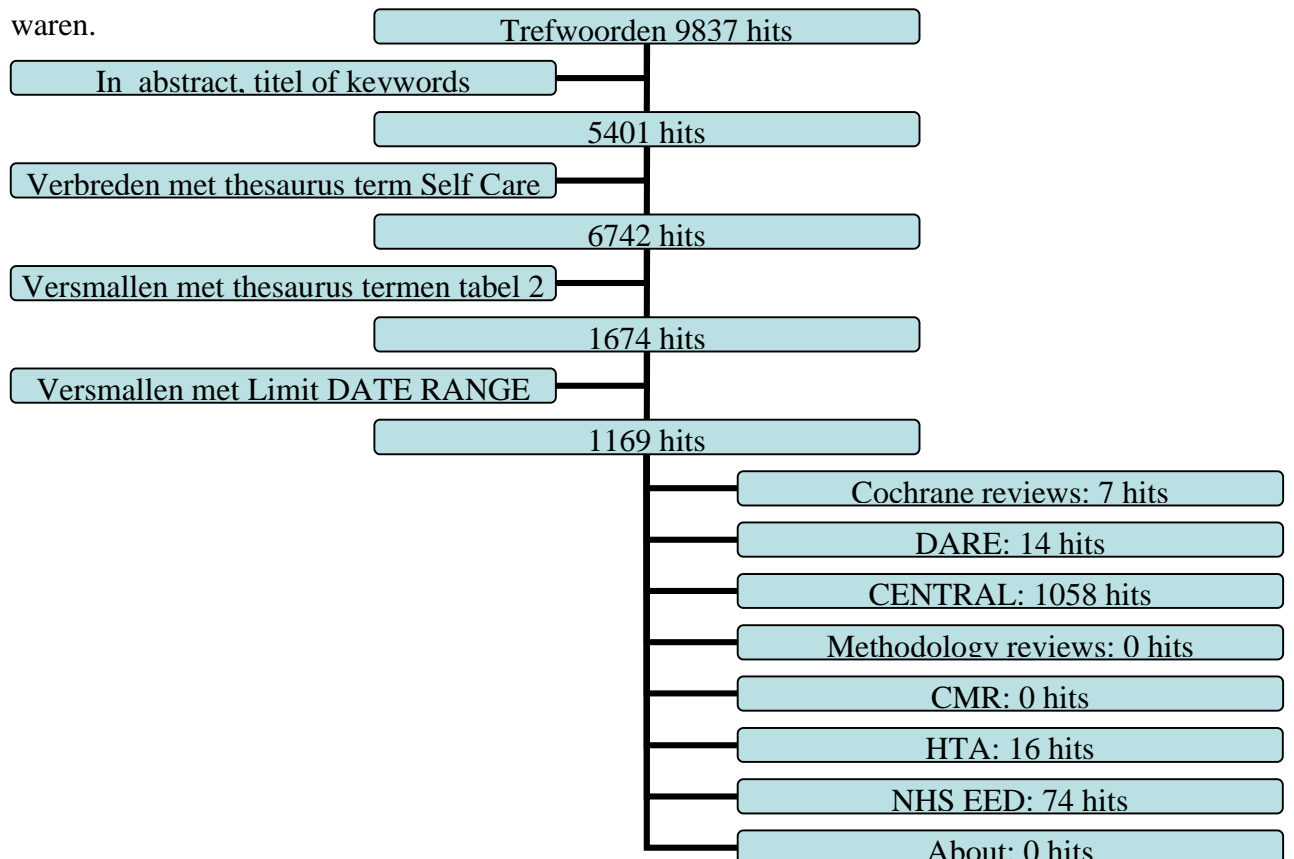 waren.
Trefwoorden 9837 hits
In abstract, titel of keywords
5401 hits
Verbreden met thesaurus term Self Care
6742 hits
Versmallen met thesaurus termen tabel 2
1674 hits
Versmallen met Limit DATE RANGE
1169 hits
Cochrane reviews: 7 hits
DARE: 14 hits
CENTRAL: 1058 hits
Methodology reviews: 0 hits
CMR: 0 hits
HTA: 16 hits
NHS EED: 74 hits
About: 0 hits